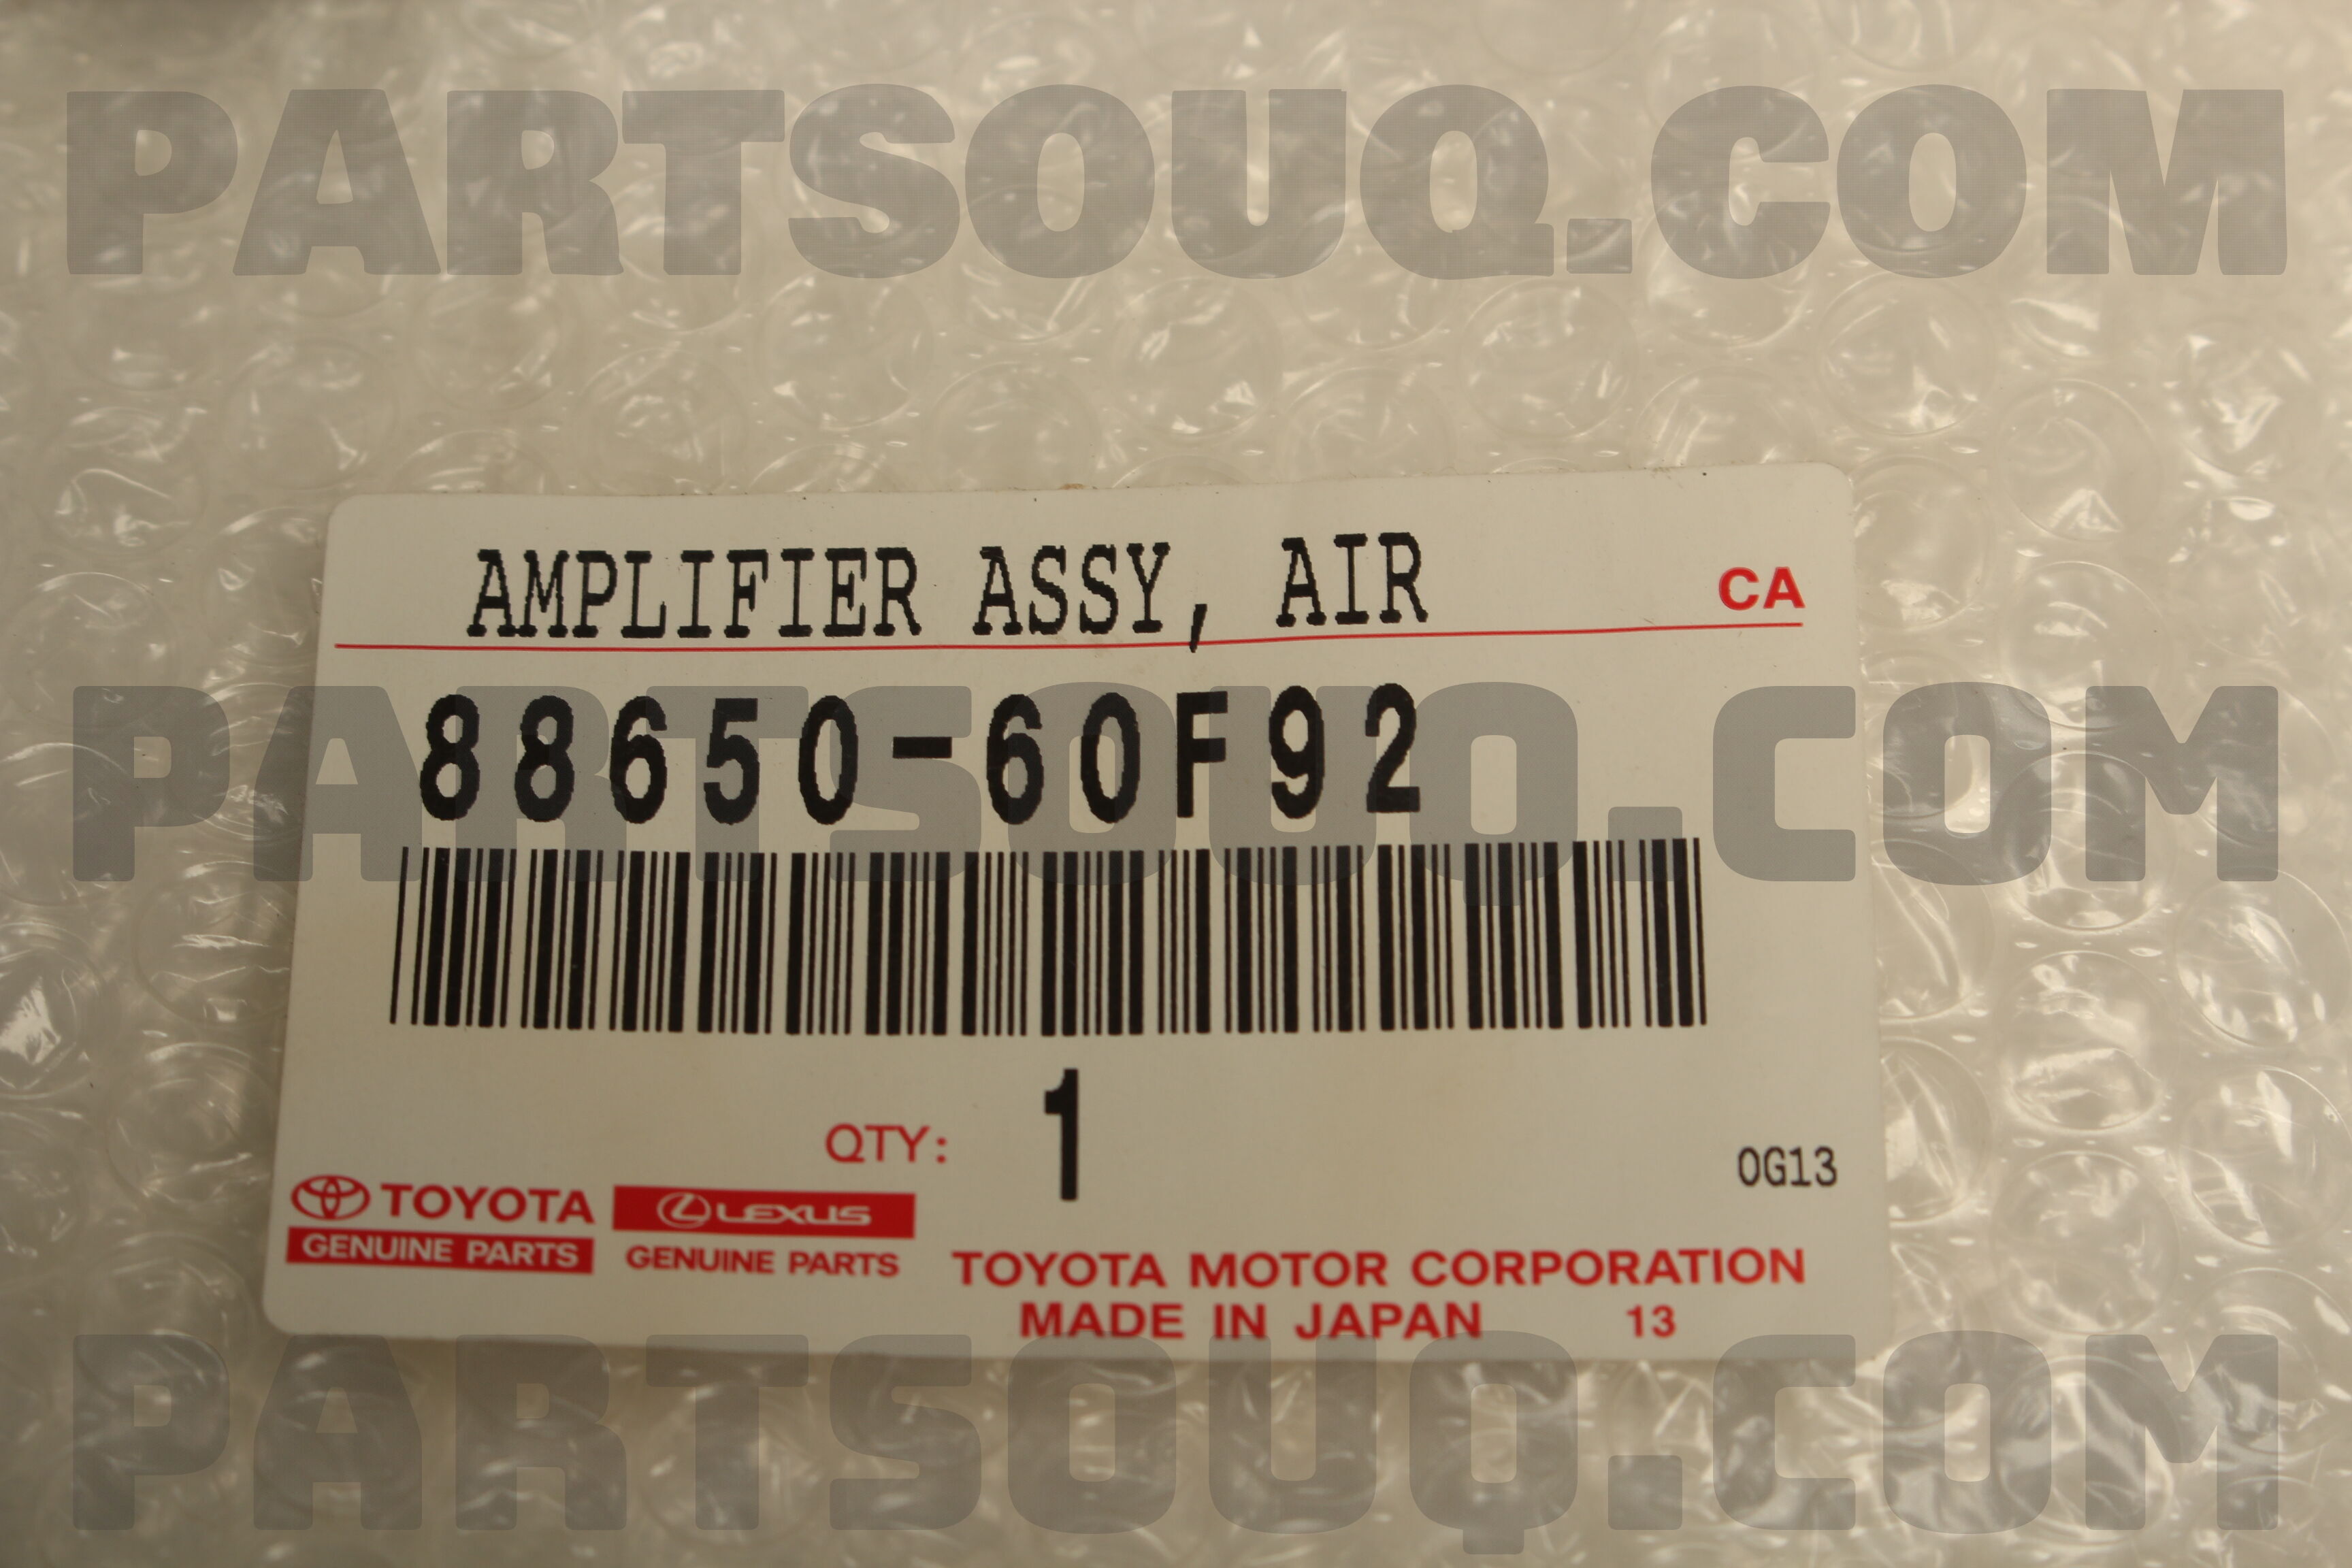 PARTSOUQ.COM
AMPLIFIER ASSY, AIR
CA
88650-60F92
PARTSOUQ.COM
QTY: 1
0G13
TOYOTA
GENUINE PARTS
LEXUS
GENUINE PARTS
TOYOTA MOTOR CORPORATION
MADE IN JAPAN 13
PARTSOUQ.COM